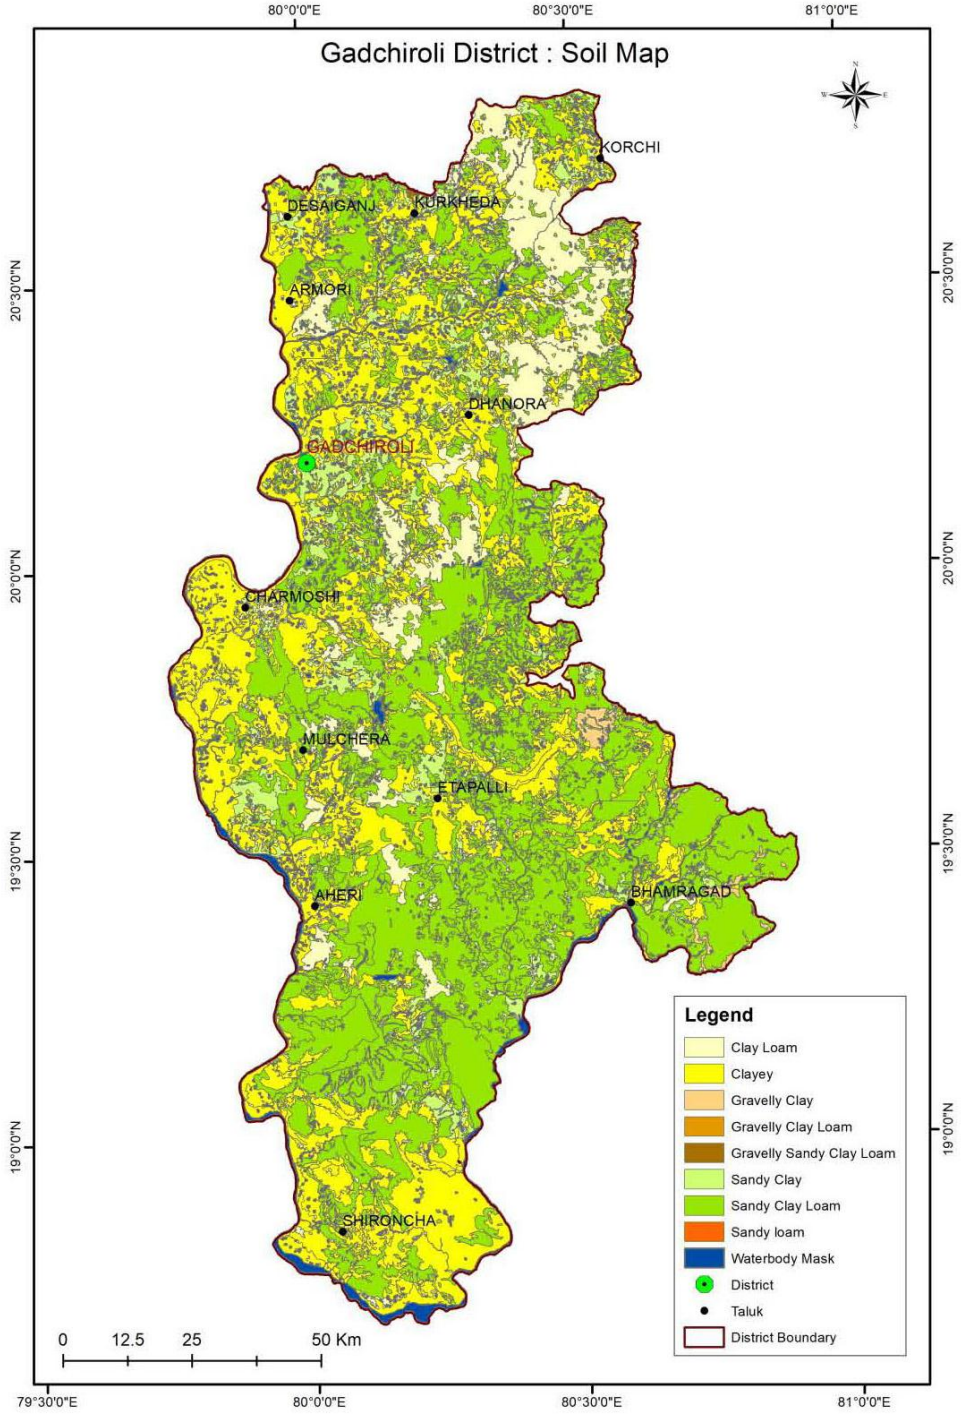 80°0'0"E 80°30'0"E 81°0'0"E
Gadchiroli District : Soil Map
N
W E
S
KORCHI
DESAIGANJ
KURKHEDA
20°30'0"N
20°30'0"N
ARMORI
DHANORA
GADCHIROLI
20°0'0"N
20°0'0"N
CHARMOSHI
MULCHERA
ETAPALLI
19°30'0"N
19°30'0"N
AHERI
BHAMRAGAD
19°0'0"N
19°0'0"N
SHIRONCHA
Legend
Clay Loam
Clayey
Gravelly Clay
Gravelly Clay Loam
Gravelly Sandy Clay Loam
Sandy Clay
Sandy Clay Loam
Sandy loam
Waterbody Mask
District
Taluk
District Boundary
0 12.5 25 50 Km
79°30'0"E 80°0'0"E 80°30'0"E 81°0'0"E